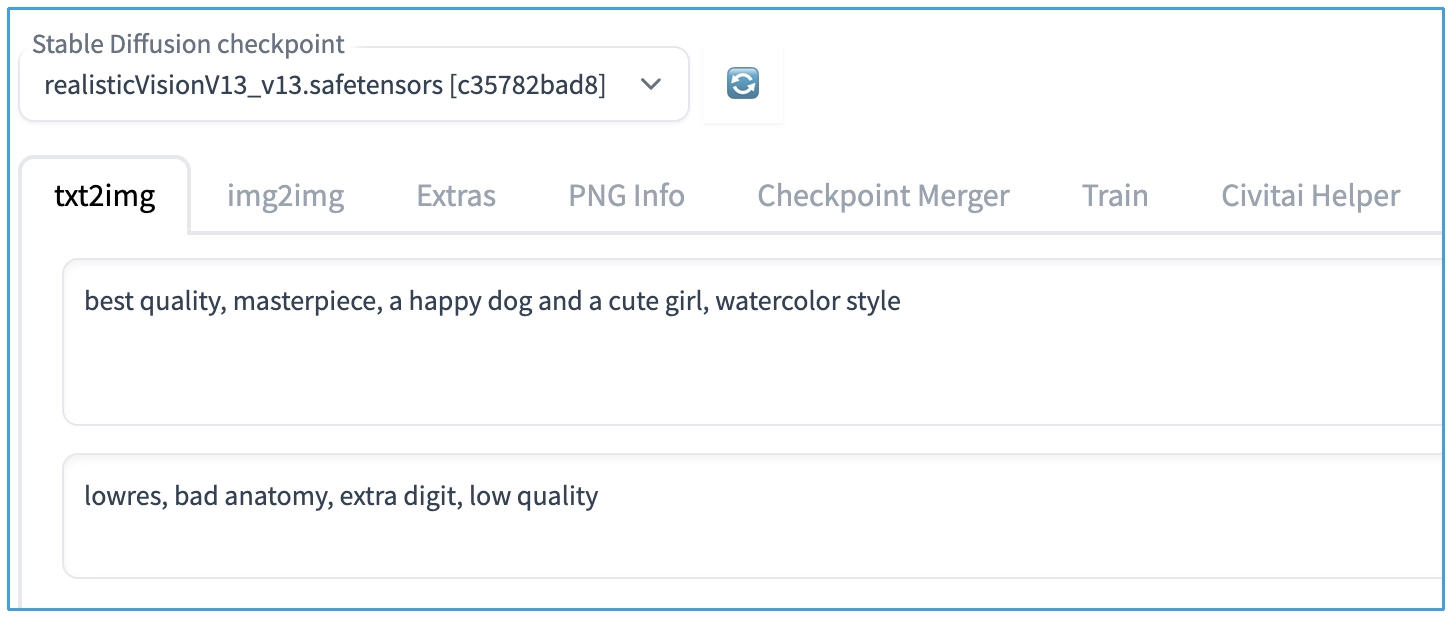 Stable Diffusion checkpoint
realisticVisionV13_v13.safetensors [c35782bad8]
txt2img img2img Extras PNG Info Checkpoint Merger Train Civitai Helper
best quality, masterpiece, a happy dog and a cute girl, watercolor style
lowres, bad anatomy, extra digit, low quality